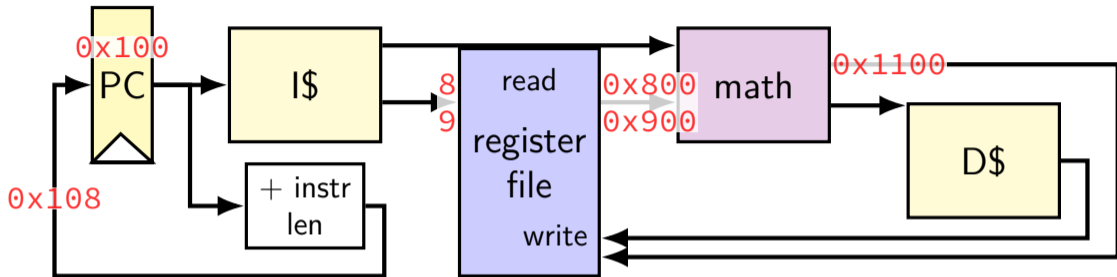 0x100
PC
0x108
I$
+ instr
len
8
9
read
register
file
write
0x800
0x900
math
0x1100
D$